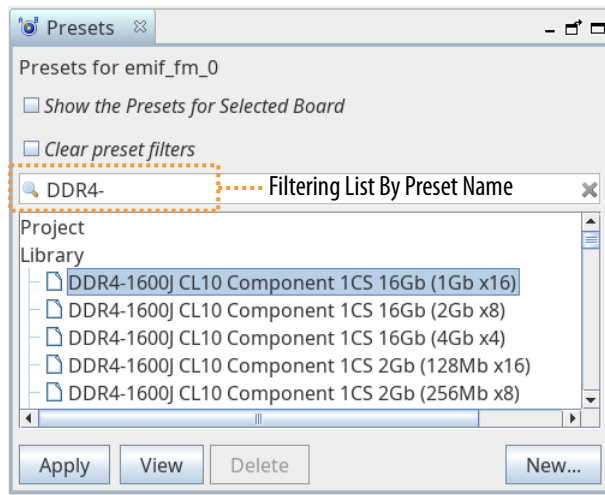 Presets
Presets for emif_fm_0
Show the Presets for Selected Board
Clear preset filters
DDR4-
Filtering List By Preset Name
Project
Library
DDR4-1600J CL10 Component 1CS 16Gb (1Gb x16)
DDR4-1600J CL10 Component 1CS 16Gb (2Gb x8)
DDR4-1600J CL10 Component 1CS 16Gb (4Gb x4)
DDR4-1600J CL10 Component 1CS 2Gb (128Mb x16)
DDR4-1600J CL10 Component 1CS 2Gb (256Mb x8)
Apply View Delete New...